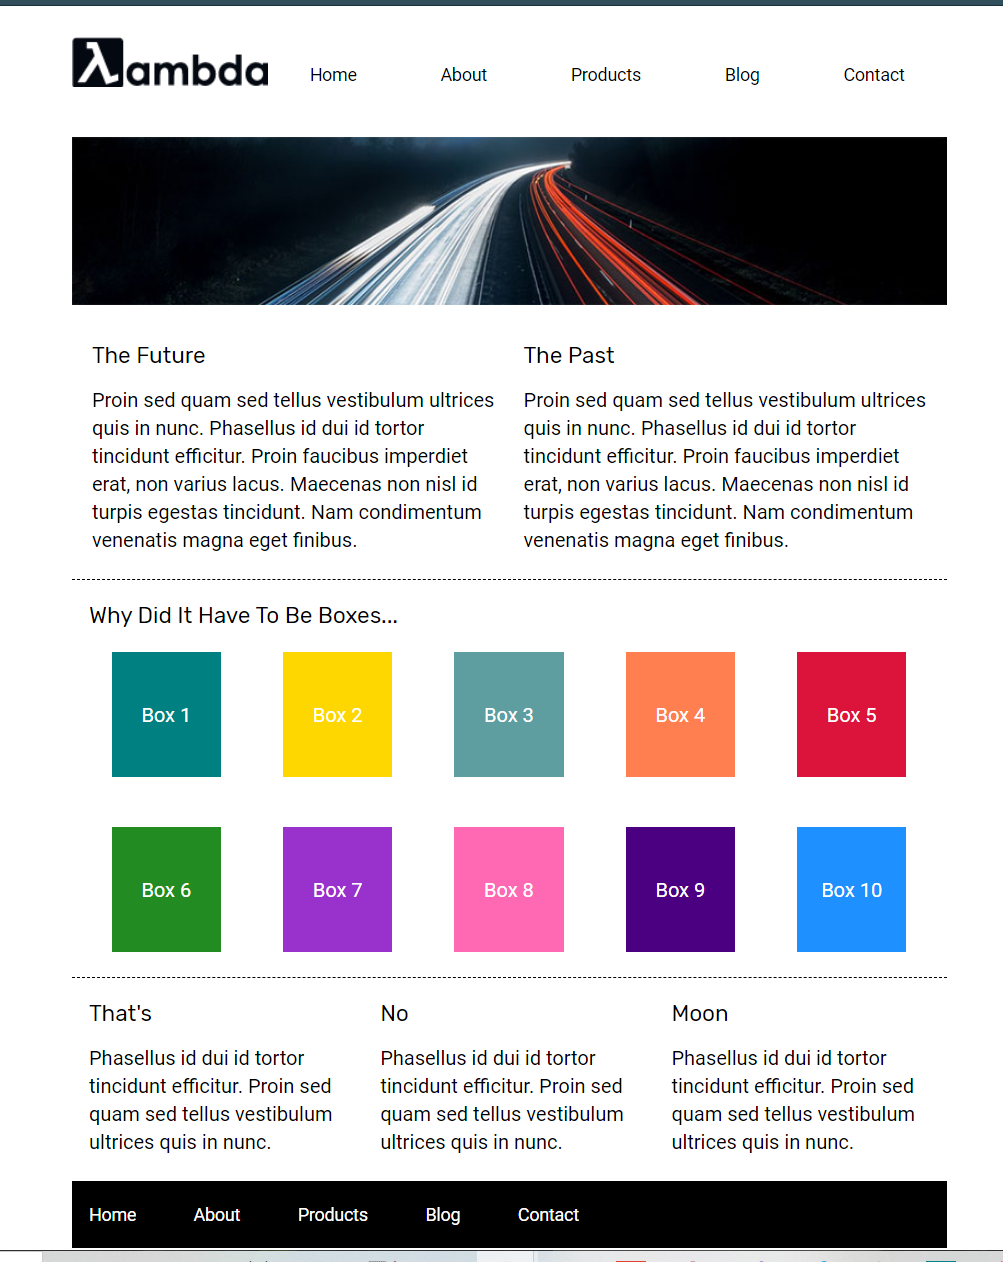 λambda
Home About Products Blog Contact
The Future
Proin sed quam sed tellus vestibulum ultrices
quis in nunc. Phasellus id dui id tortor
tincidunt efficitur. Proin faucibus imperdiet
erat, non varius lacus. Maecenas non nisl id
turpis egestas tincidunt. Nam condimentum
venenatis magna eget finibus.
The Past
Proin sed quam sed tellus vestibulum ultrices
quis in nunc. Phasellus id dui id tortor
tincidunt efficitur. Proin faucibus imperdiet
erat, non varius lacus. Maecenas non nisl id
turpis egestas tincidunt. Nam condimentum
venenatis magna eget finibus.
Why Did It Have To Be Boxes...
Box 1 Box 2 Box 3 Box 4 Box 5
Box 6 Box 7 Box 8 Box 9 Box 10
That's
Phasellus id dui id tortor
tincidunt efficitur. Proin sed
quam sed tellus vestibulum
ultrices quis in nunc.
No
Phasellus id dui id tortor
tincidunt efficitur. Proin sed
quam sed tellus vestibulum
ultrices quis in nunc.
Moon
Phasellus id dui id tortor
tincidunt efficitur. Proin sed
quam sed tellus vestibulum
ultrices quis in nunc.
Home About Products Blog Contact